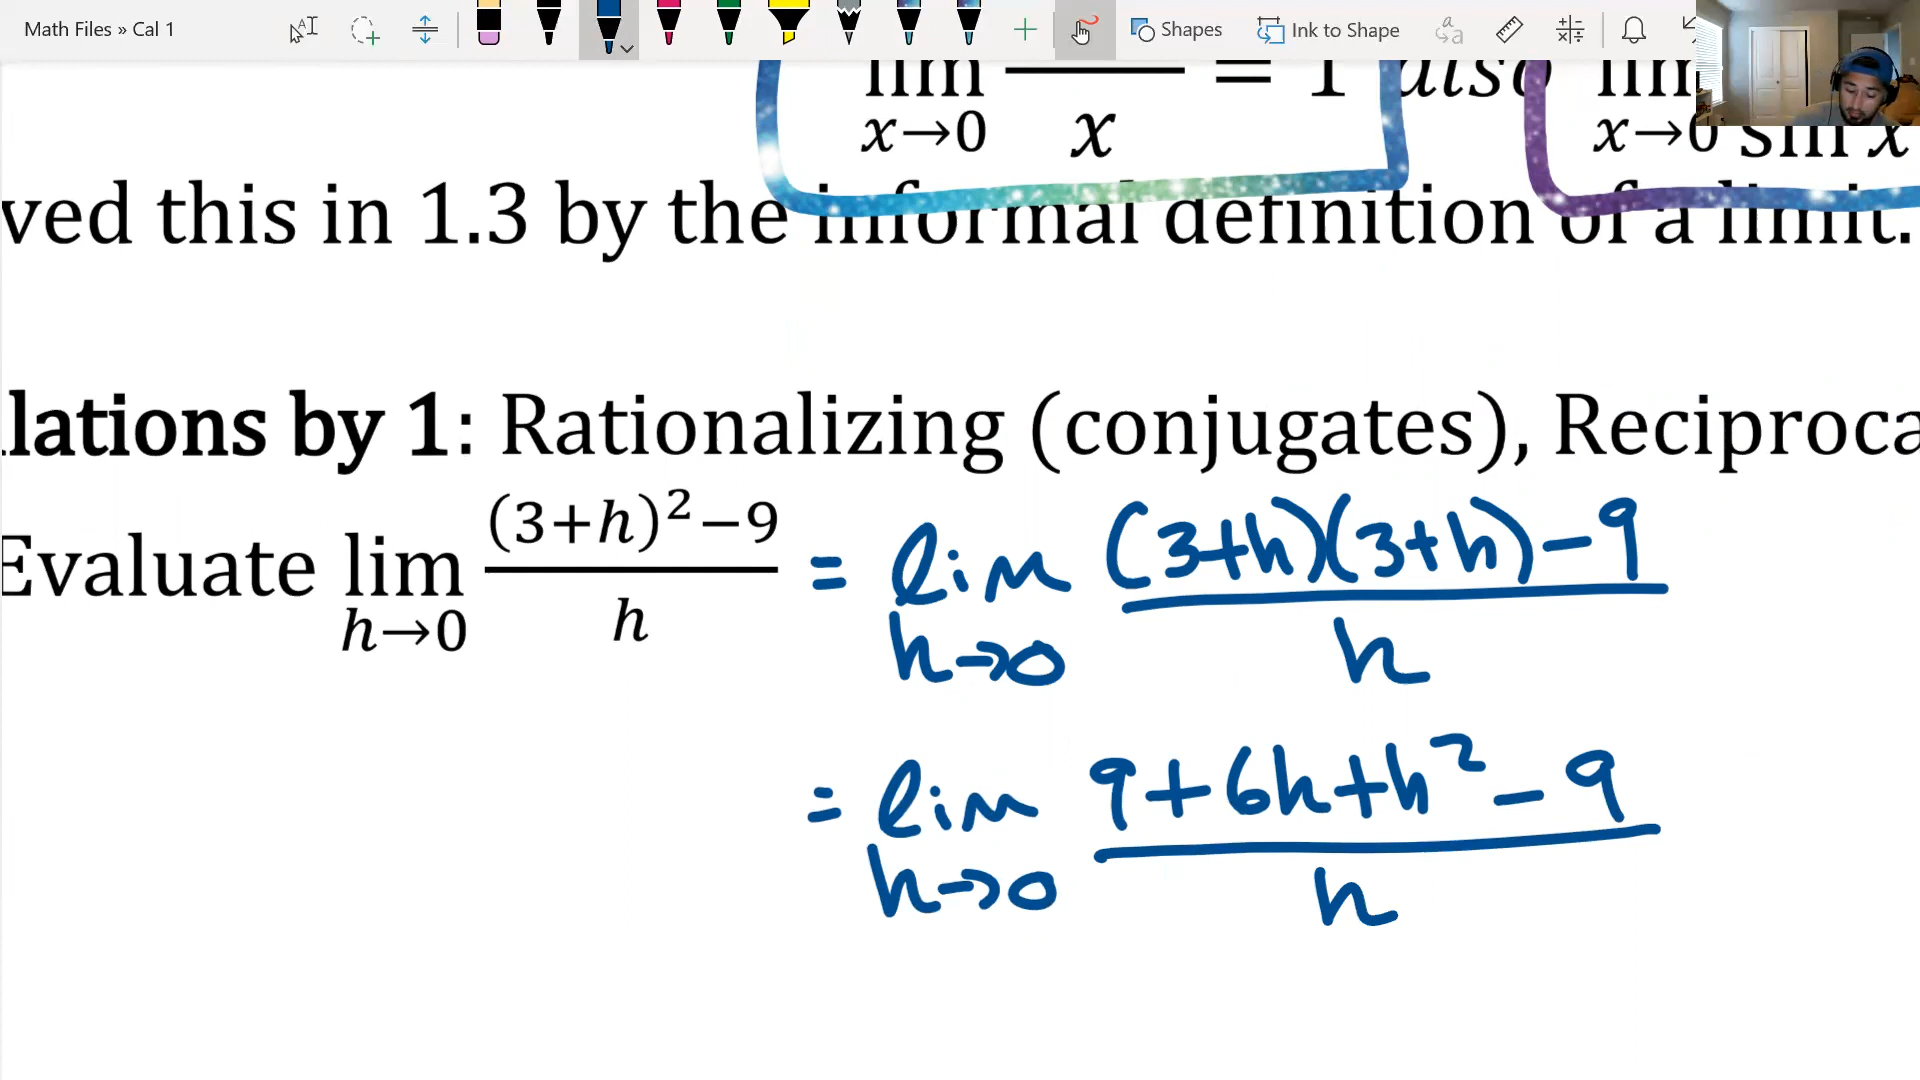 Math Files » Cal 1
Shapes
Ink to Shape
lim x→0 x = 1 also lim x→0 sin x
ved this in 1.3 by the informal definition of a limit.
lations by 1: Rationalizing (conjugates), Reciproca
Evaluate lim h→0 (3+h)²−9 / h = lim h→0 (3+h)(3+h)−9 / h
= lim h→0 9+6h+h²−9 / h